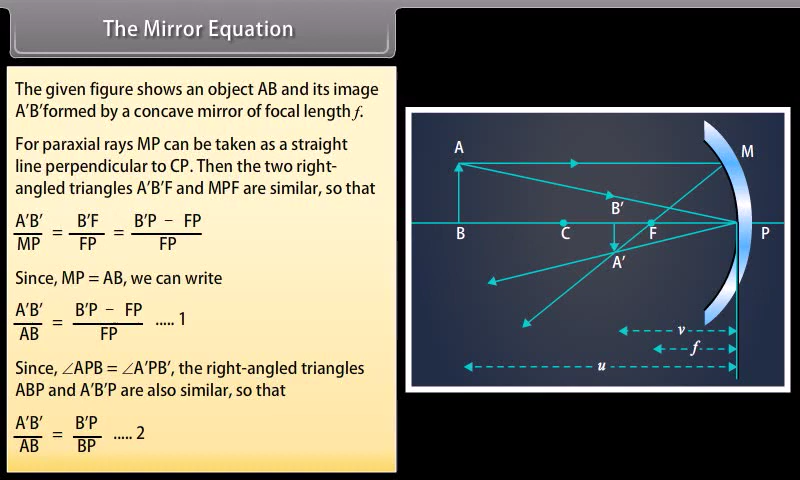 The Mirror Equation
The given figure shows an object AB and its image
A′B′formed by a concave mirror of focal length f.
For paraxial rays MP can be taken as a straight
line perpendicular to CP. Then the two right-
angled triangles A′B′F and MPF are similar, so that
A′B′/MP = B′F/FP = B′P − FP/FP
Since, MP = AB, we can write
A′B′/AB = B′P − FP/FP ..... 1
Since, ∠APB = ∠A′PB′, the right-angled triangles
ABP and A′B′P are also similar, so that
A′B′/AB = B′P/BP ..... 2
A
M
B′
B
C
F
P
A′
v
f
u